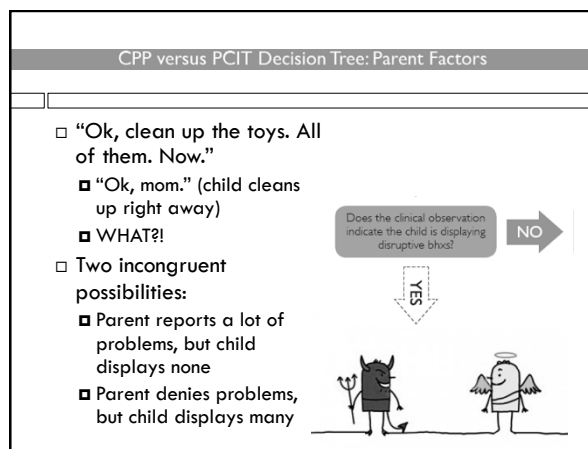 CPP versus PCIT Decision Tree: Parent Factors
“Ok, clean up the toys. All
of them. Now.”
“Ok, mom.” (child cleans
up right away)
WHAT?!
Two incongruent
possibilities:
Parent reports a lot of
problems, but child
displays none
Parent denies problems,
but child displays many
Does the clinical observation
indicate the child is displaying
disruptive bhxs?
NO
YES